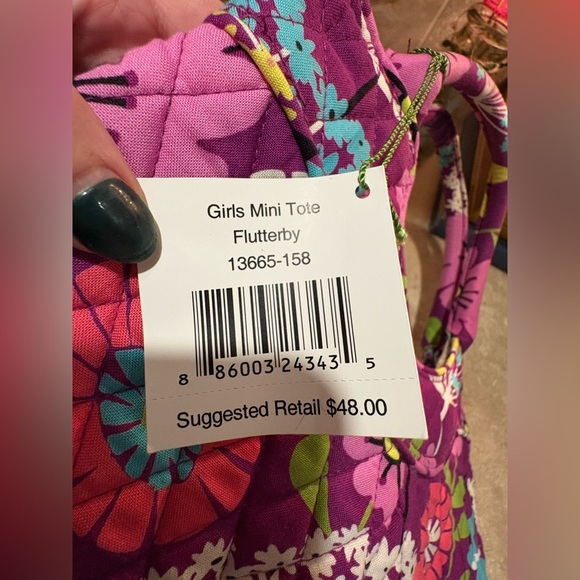 Girls Mini Tote
Flutterby
13665-158
8 86003 24343 5
Suggested Retail $48.00